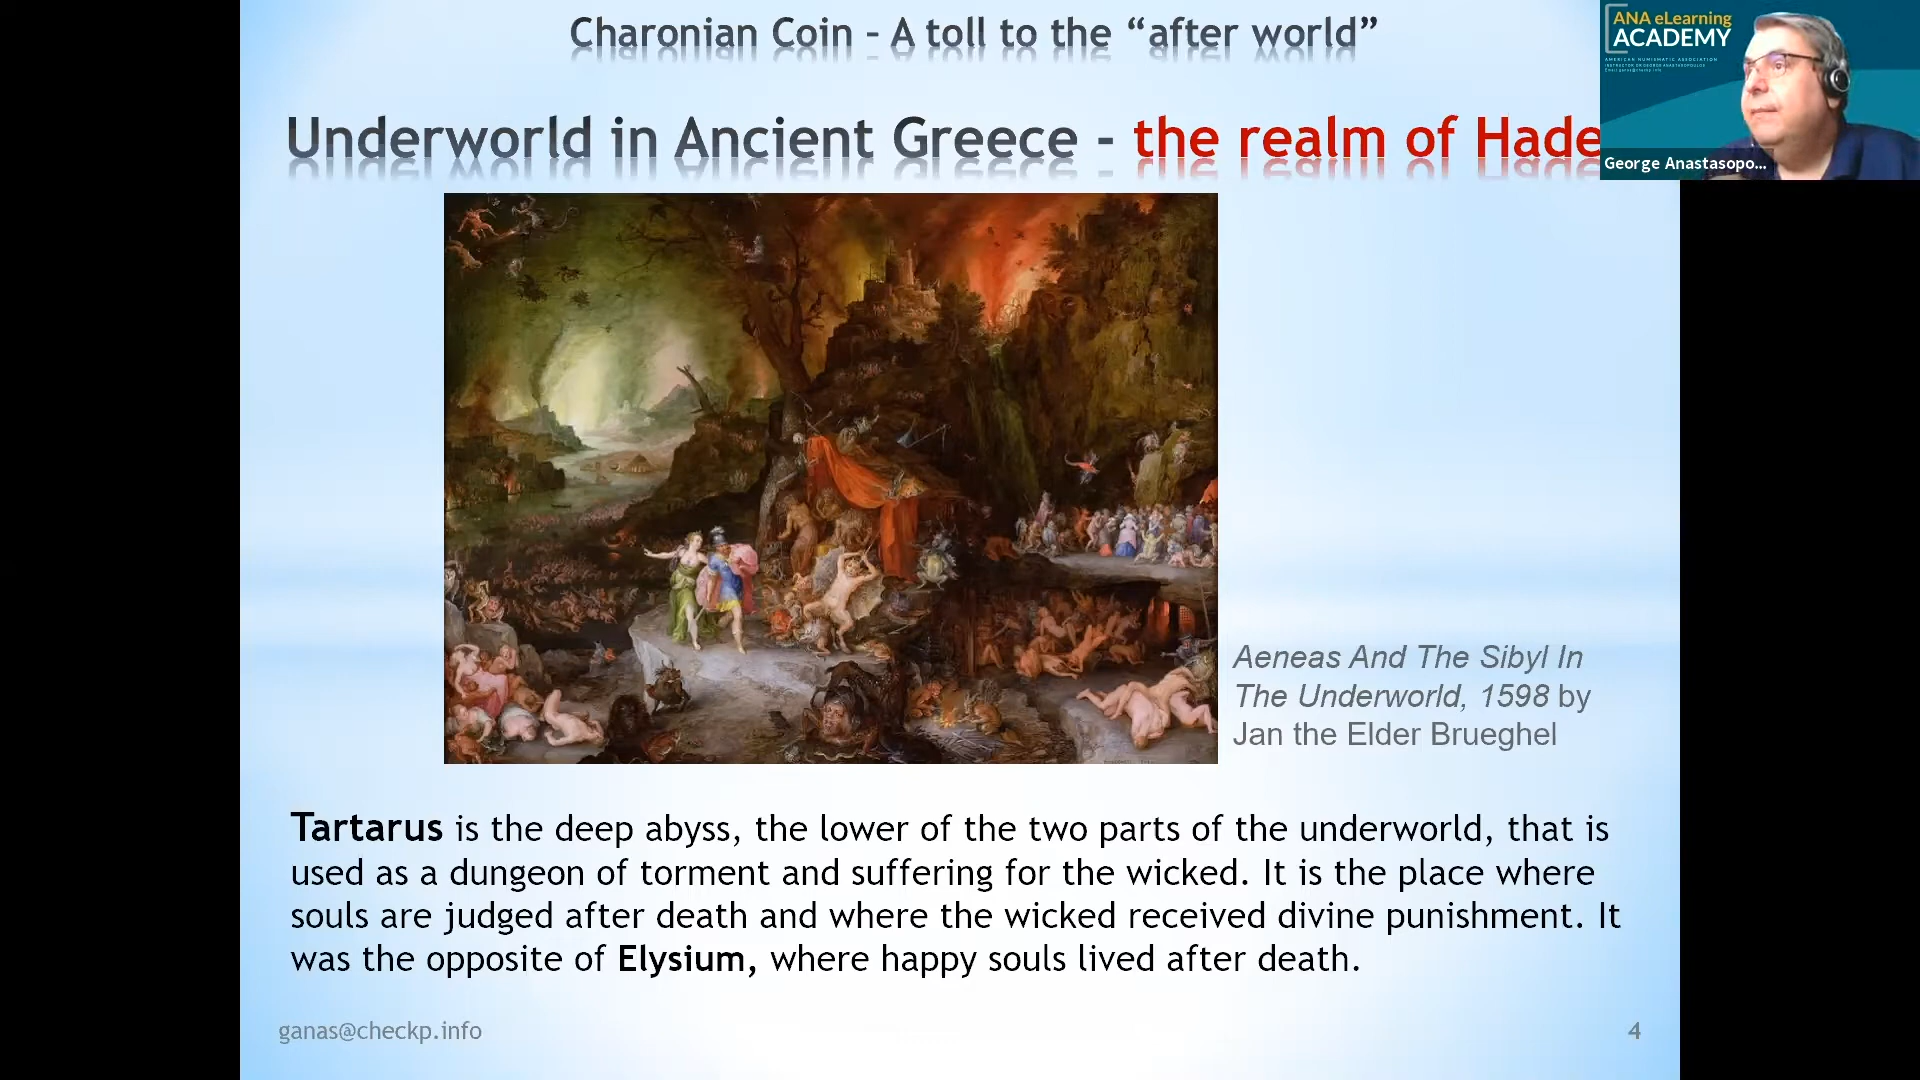 Charonian Coin – A toll to the “after world”
Underworld in Ancient Greece - the realm of Hade
ANA eLearning
ACADEMY
AMERICAN NUMISMATIC ASSOCIATION
George Anastasopo...
Aeneas And The Sibyl In
The Underworld, 1598 by
Jan the Elder Brueghel
Tartarus is the deep abyss, the lower of the two parts of the underworld, that is
used as a dungeon of torment and suffering for the wicked. It is the place where
souls are judged after death and where the wicked received divine punishment. It
was the opposite of Elysium, where happy souls lived after death.
ganas@checkp.info
4